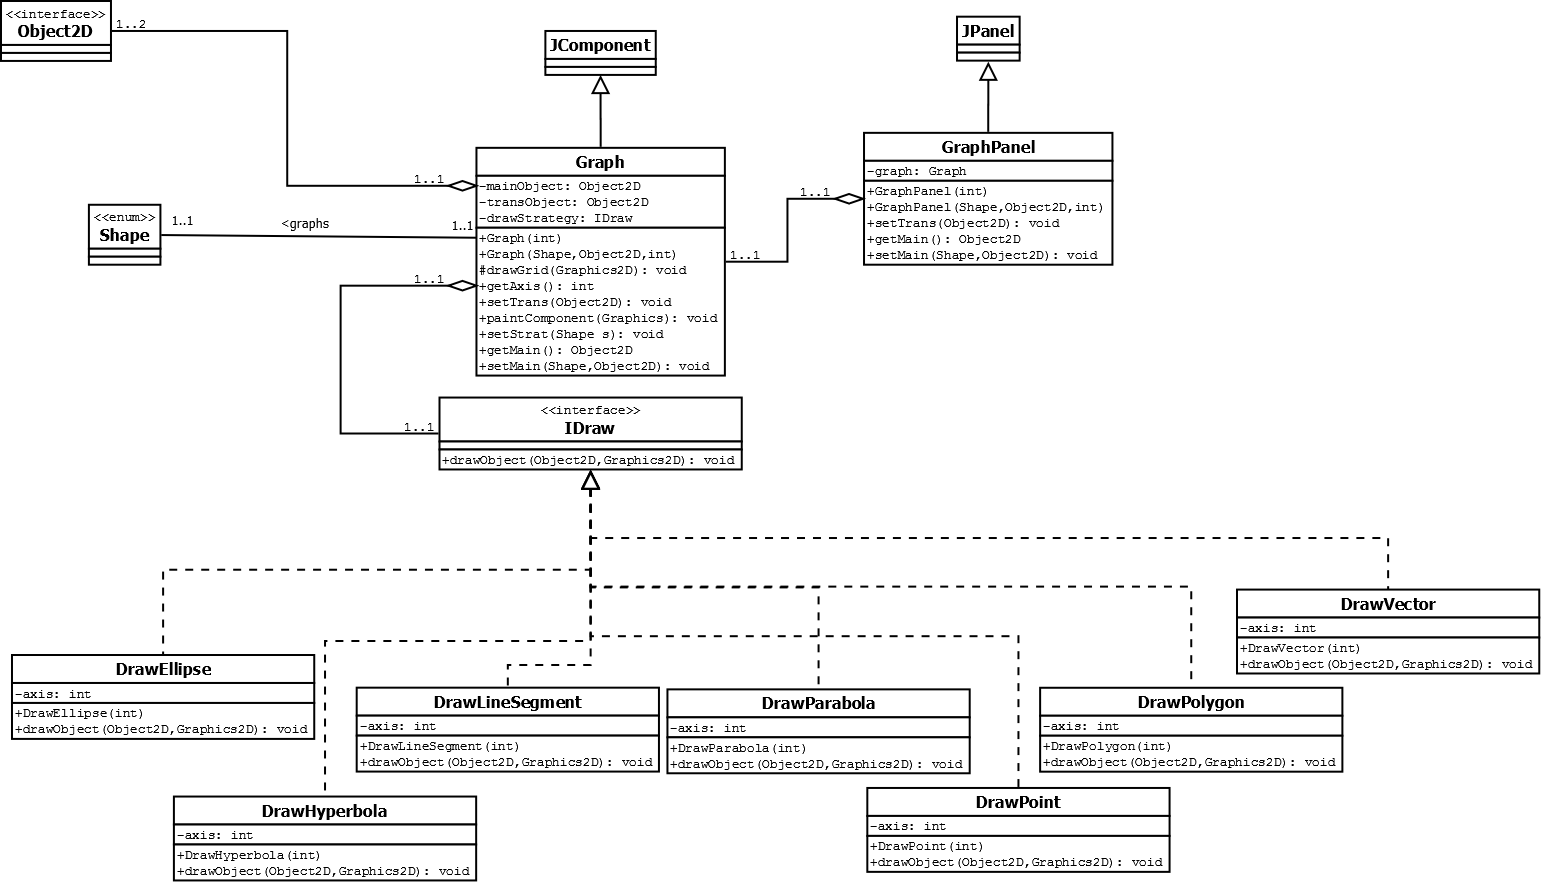 <<interface>>
Object2D
1..2
JComponent
JPanel
Graph
-mainObject: Object2D
-transObject: Object2D
-drawStrategy: IDraw
+Graph(int)
+Graph(Shape,Object2D,int)
#drawGrid(Graphics2D): void
+getAxis(): int
+setTrans(Object2D): void
+paintComponent(Graphics): void
+setStrat(Shape s): void
+getMain(): Object2D
+setMain(Shape,Object2D): void
1..1
GraphPanel
-graph: Graph
+GraphPanel(int)
+GraphPanel(Shape,Object2D,int)
+setTrans(Object2D): void
+getMain(): Object2D
+setMain(Shape,Object2D): void
1..1
1..1
<<enum>>
Shape
1..1
<graphs
1..1
1..1
1..1
<<interface>>
IDraw
+drawObject(Object2D,Graphics2D): void
DrawVector
-axis: int
+DrawVector(int)
+drawObject(Object2D,Graphics2D): void
DrawEllipse
-axis: int
+DrawEllipse(int)
+drawObject(Object2D,Graphics2D): void
DrawLineSegment
-axis: int
+DrawLineSegment(int)
+drawObject(Object2D,Graphics2D): void
DrawParabola
-axis: int
+DrawParabola(int)
+drawObject(Object2D,Graphics2D): void
DrawPolygon
-axis: int
+DrawPolygon(int)
+drawObject(Object2D,Graphics2D): void
DrawHyperbola
-axis: int
+DrawHyperbola(int)
+drawObject(Object2D,Graphics2D): void
DrawPoint
-axis: int
+DrawPoint(int)
+drawObject(Object2D,Graphics2D): void